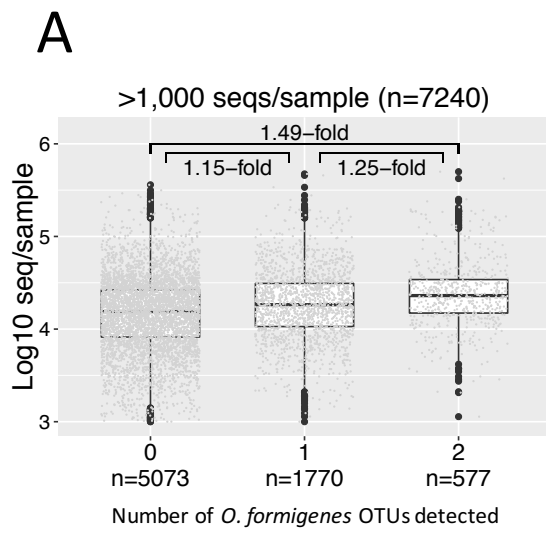 A
>1,000 seqs/sample (n=7240)
1.49−fold
1.15−fold 1.25−fold
Log10 seq/sample
6
5
4
3
0 1 2
n=5073 n=1770 n=577
Number of O. formigenes OTUs detected